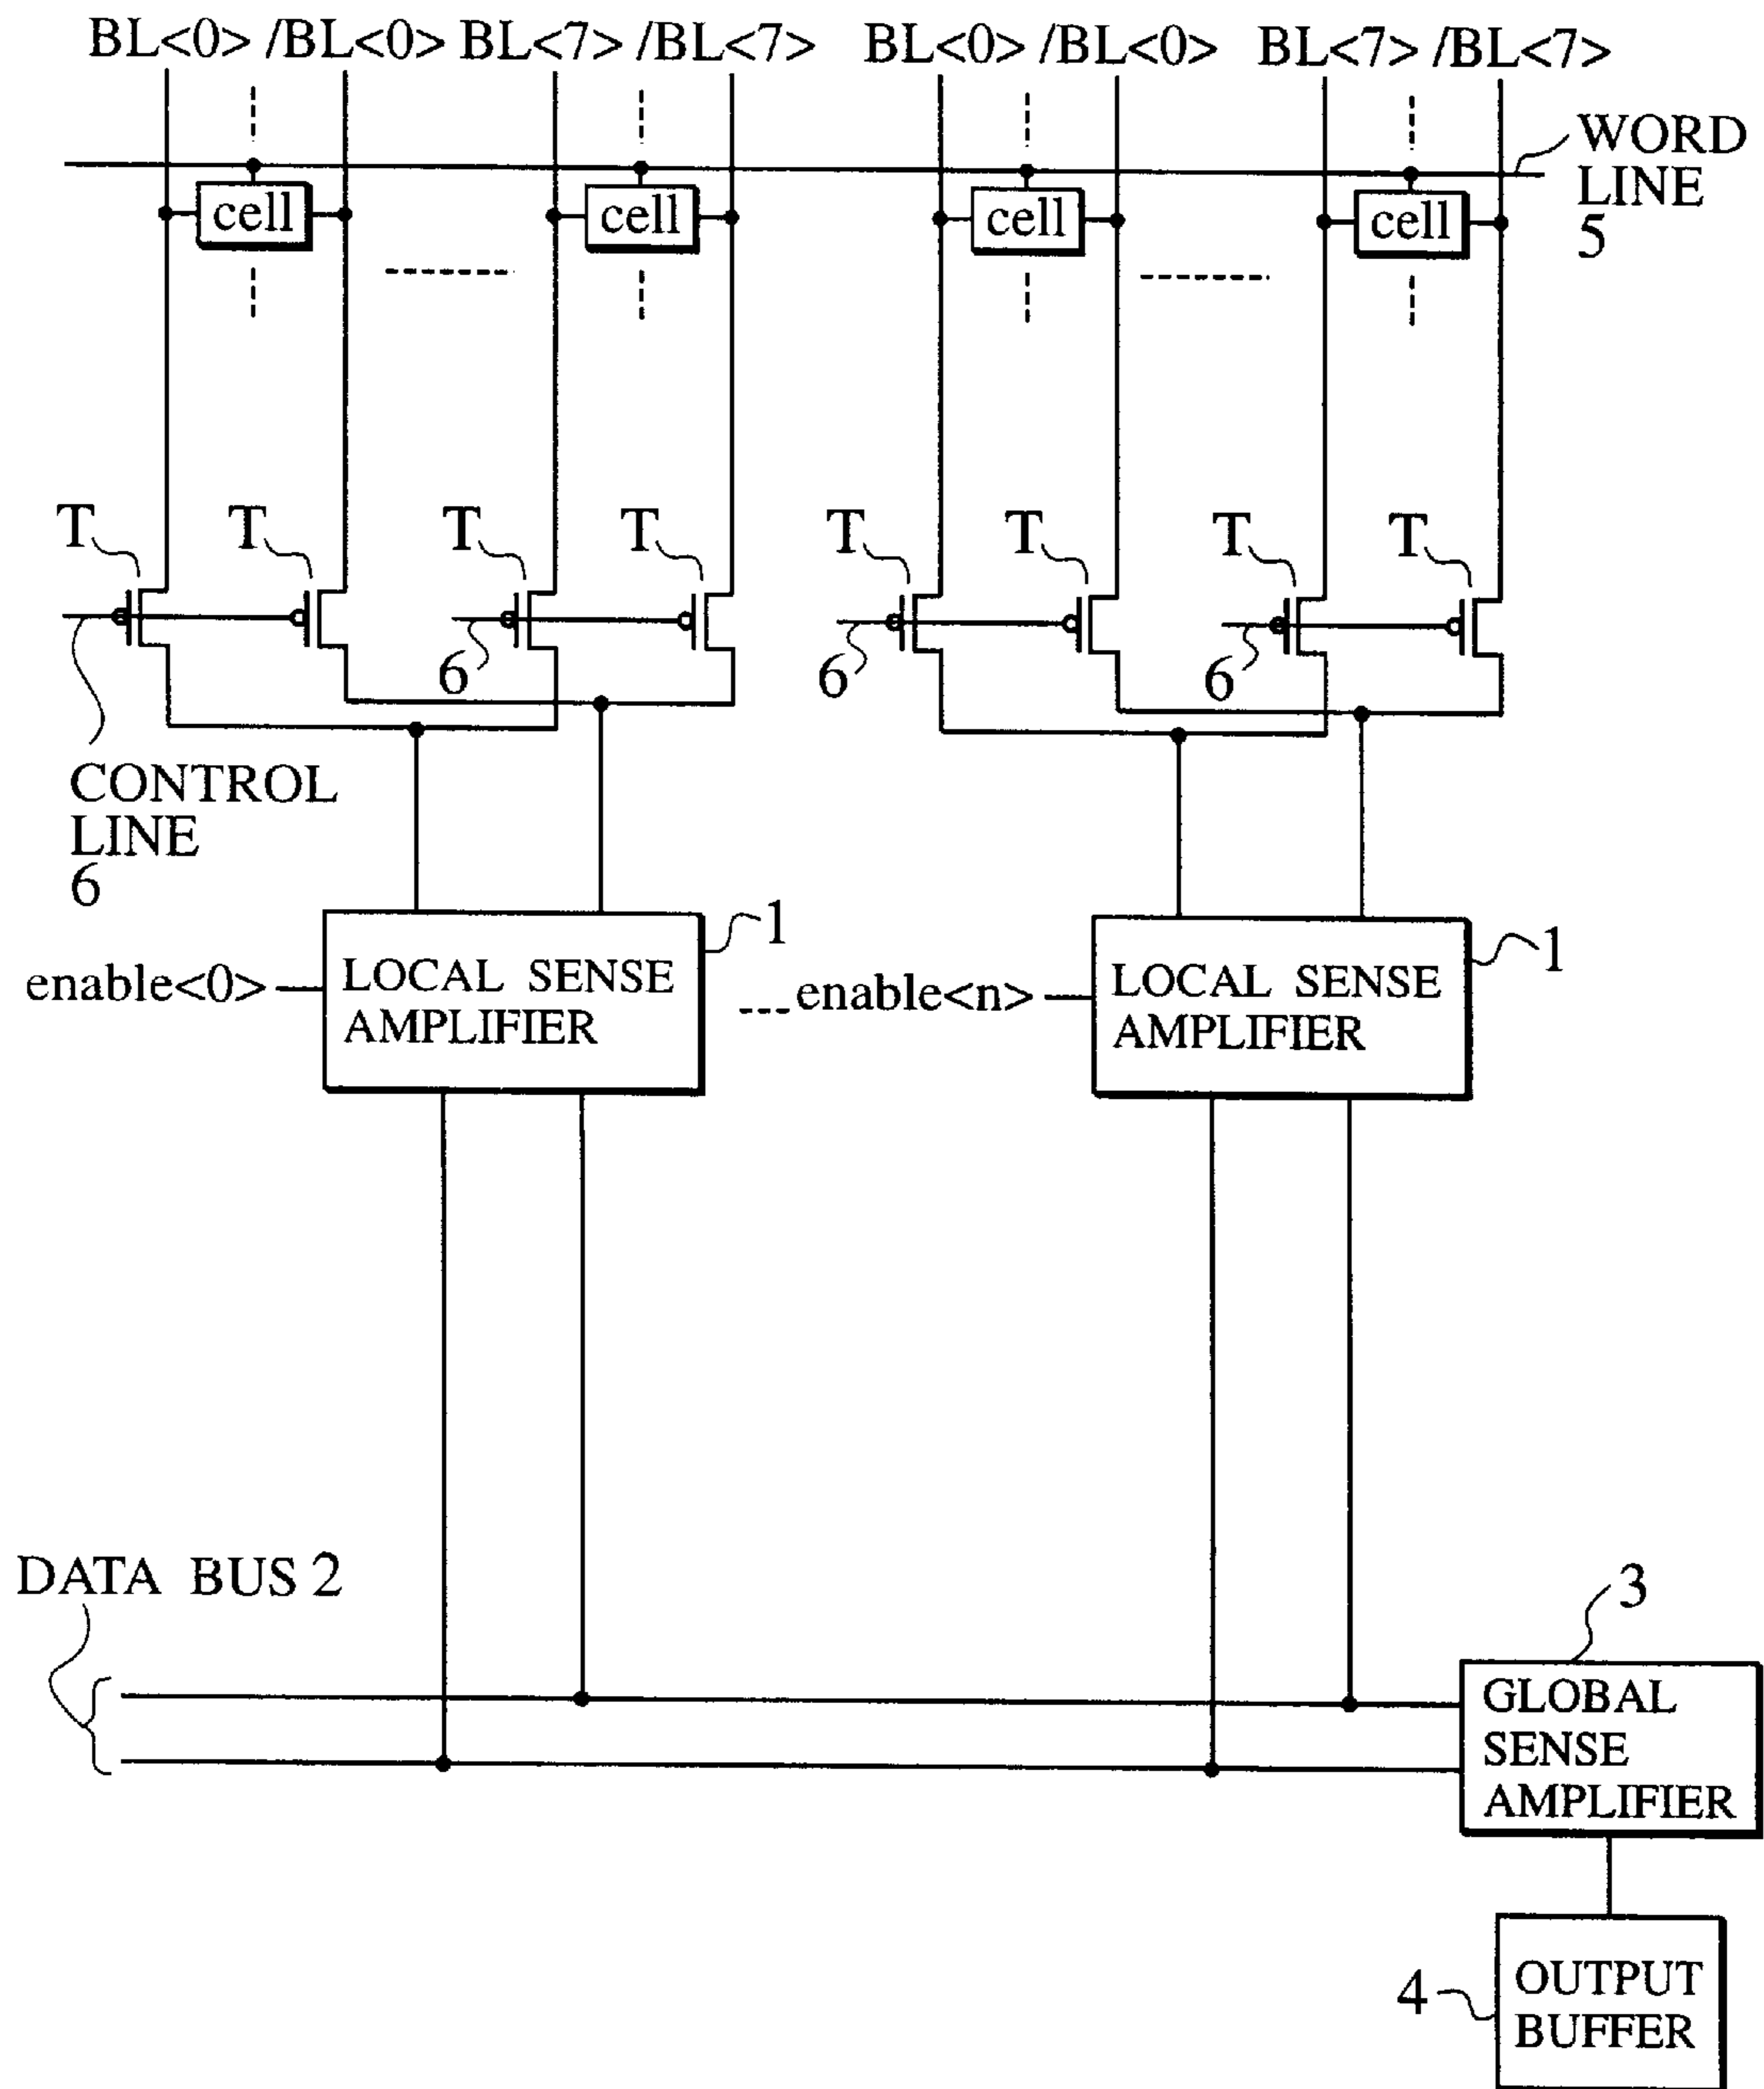 BL<0> /BL<0> BL<7> /BL<7> BL<0> /BL<0> BL<7> /BL<7>
WORD
LINE
5
cell cell cell cell
T T T T T T T T
6 6 6
CONTROL
LINE
6
1 1
enable<0> LOCAL SENSE
AMPLIFIER
enable<n> LOCAL SENSE
AMPLIFIER
DATA BUS 2
3
GLOBAL
SENSE
AMPLIFIER
4
OUTPUT
BUFFER